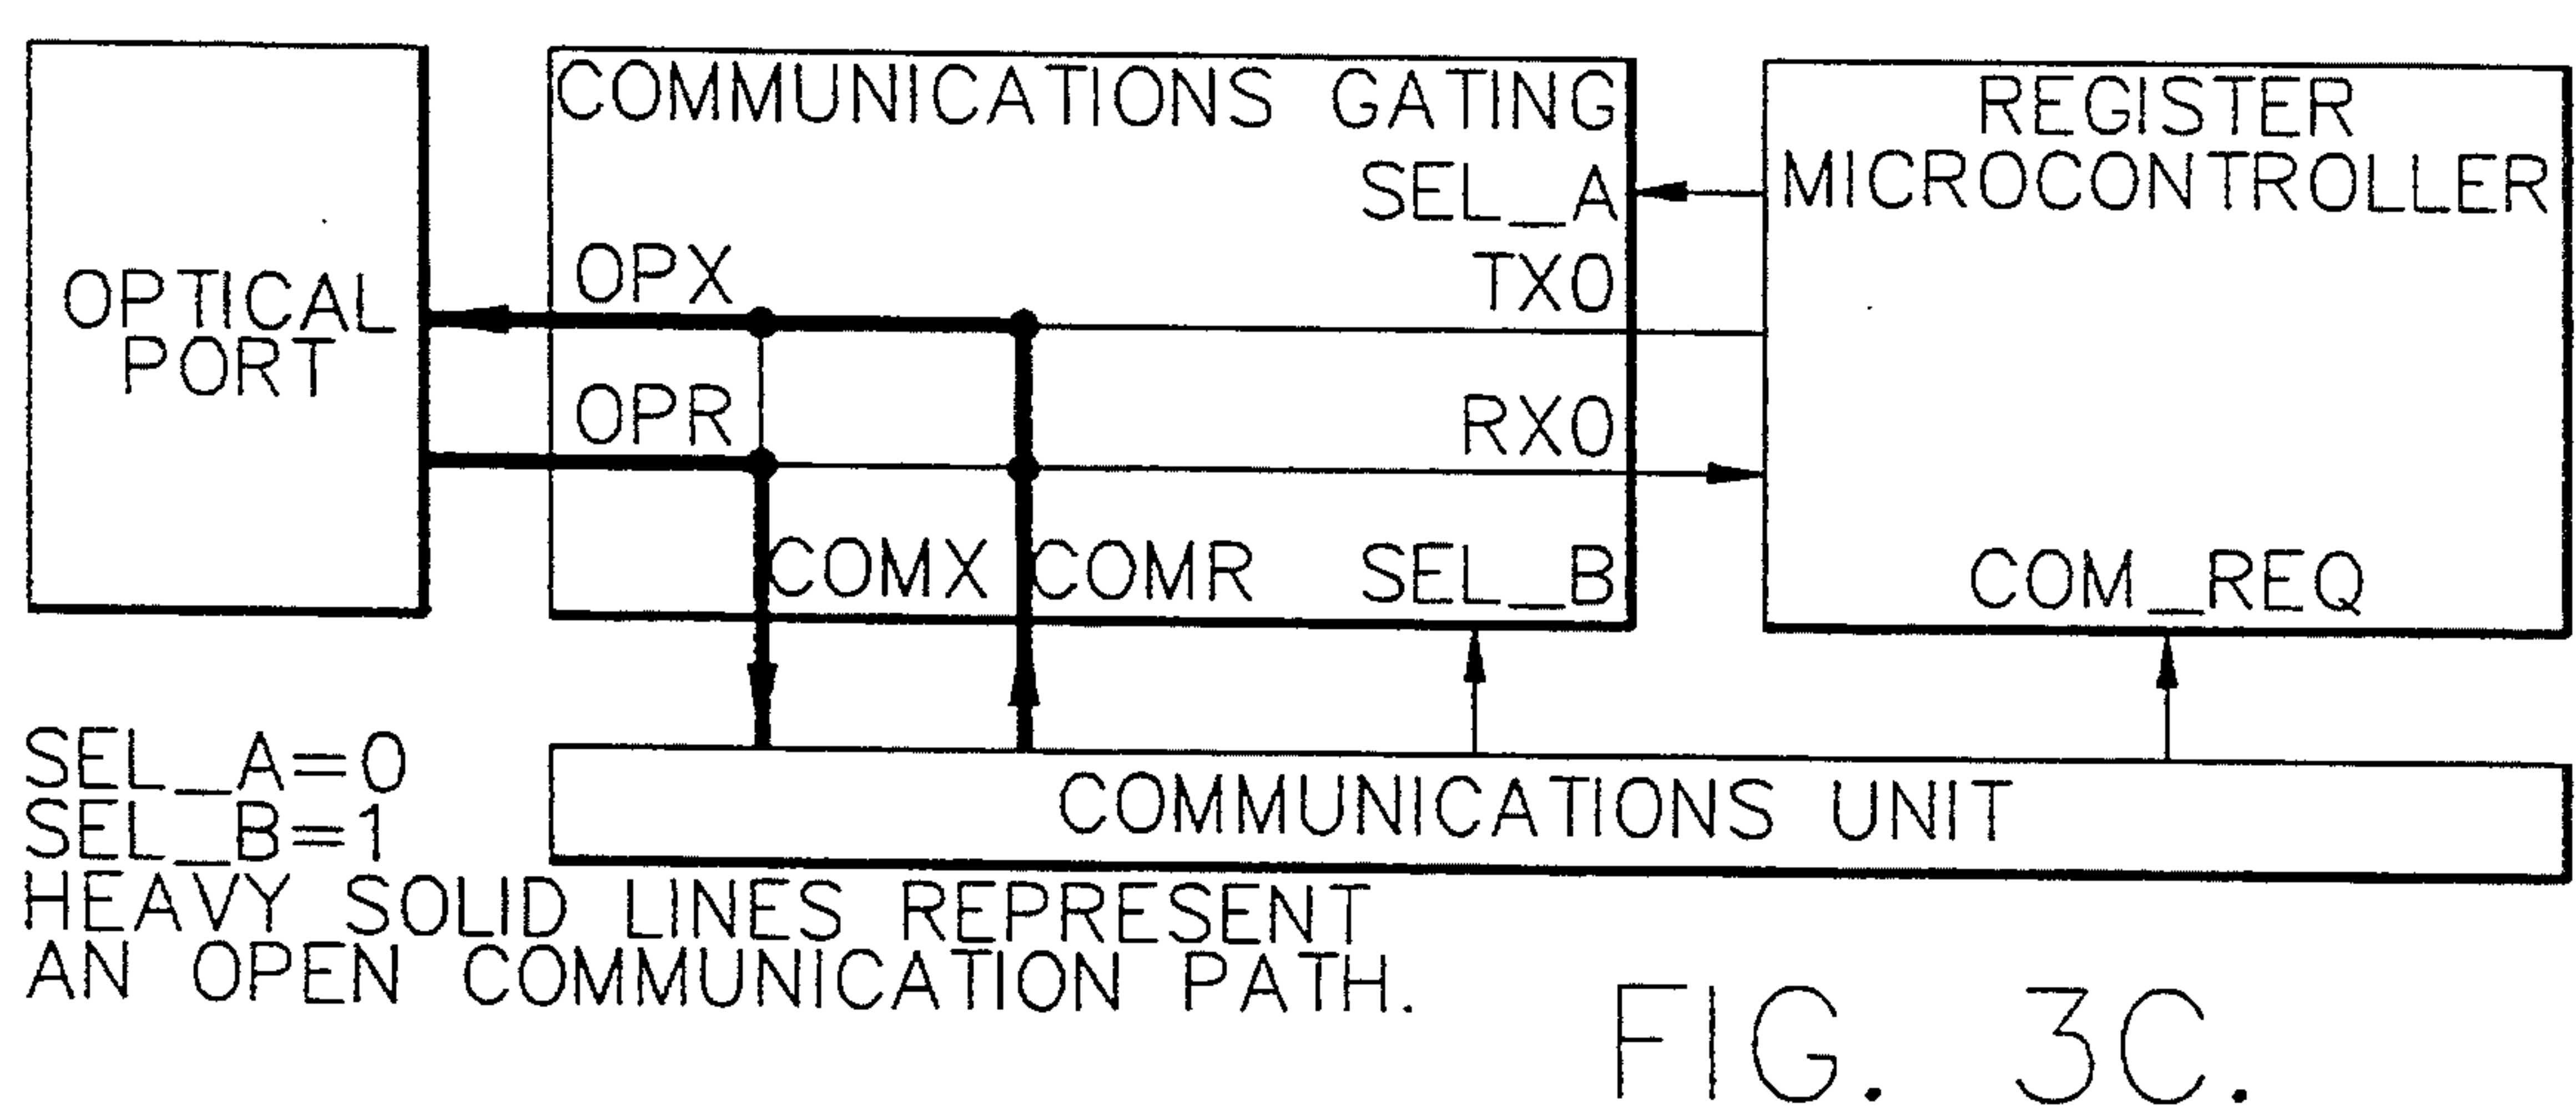 OPTICAL
PORT
COMMUNICATIONS GATING
SEL_A
OPX
TX0
OPR
RX0
COMX
COMR
SEL_B
REGISTER
MICROCONTROLLER
COM_REQ
COMMUNICATIONS UNIT
SEL_A=0
SEL_B=1
HEAVY SOLID LINES REPRESENT
AN OPEN COMMUNICATION PATH.
FIG. 3C.